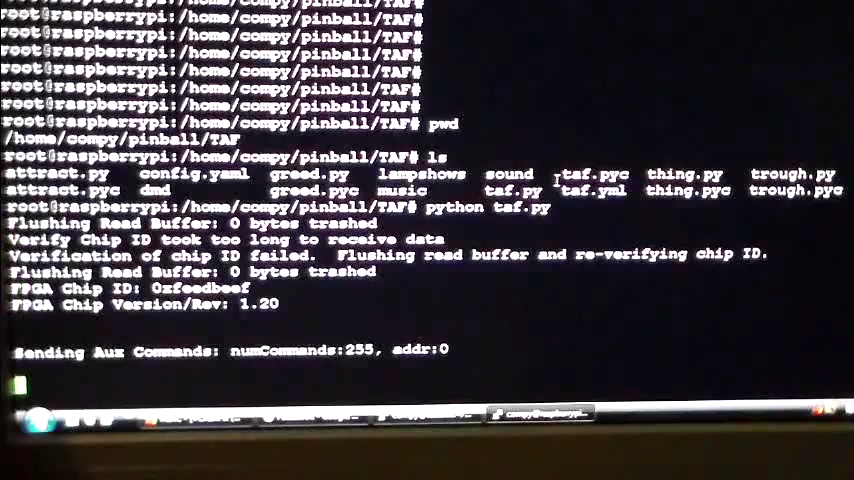 root@raspberrypi:/home/compy/pinball/TAF#
root@raspberrypi:/home/compy/pinball/TAF#
root@raspberrypi:/home/compy/pinball/TAF#
root@raspberrypi:/home/compy/pinball/TAF#
root@raspberrypi:/home/compy/pinball/TAF#
root@raspberrypi:/home/compy/pinball/TAF#
root@raspberrypi:/home/compy/pinball/TAF#
root@raspberrypi:/home/compy/pinball/TAF# pwd
/home/compy/pinball/TAF
root@raspberrypi:/home/compy/pinball/TAF# ls
attract.py config.yaml greed.py lampshows sound taf.pyc thing.py trough.py
attract.pyc dmd greed.pyc music taf.py taf.yml thing.pyc trough.pyc
root@raspberrypi:/home/compy/pinball/TAF# python taf.py
Flushing Read Buffer: 0 bytes trashed
Verify Chip ID took too long to receive data
Verification of chip ID failed. Flushing read buffer and re-verifying chip ID.
Flushing Read Buffer: 0 bytes trashed
FPGA Chip ID: 0xfeedbeef
FPGA Chip Version/Rev: 1.20
Sending Aux Commands: numCommands:255, addr:0
compy@raspberrypi...